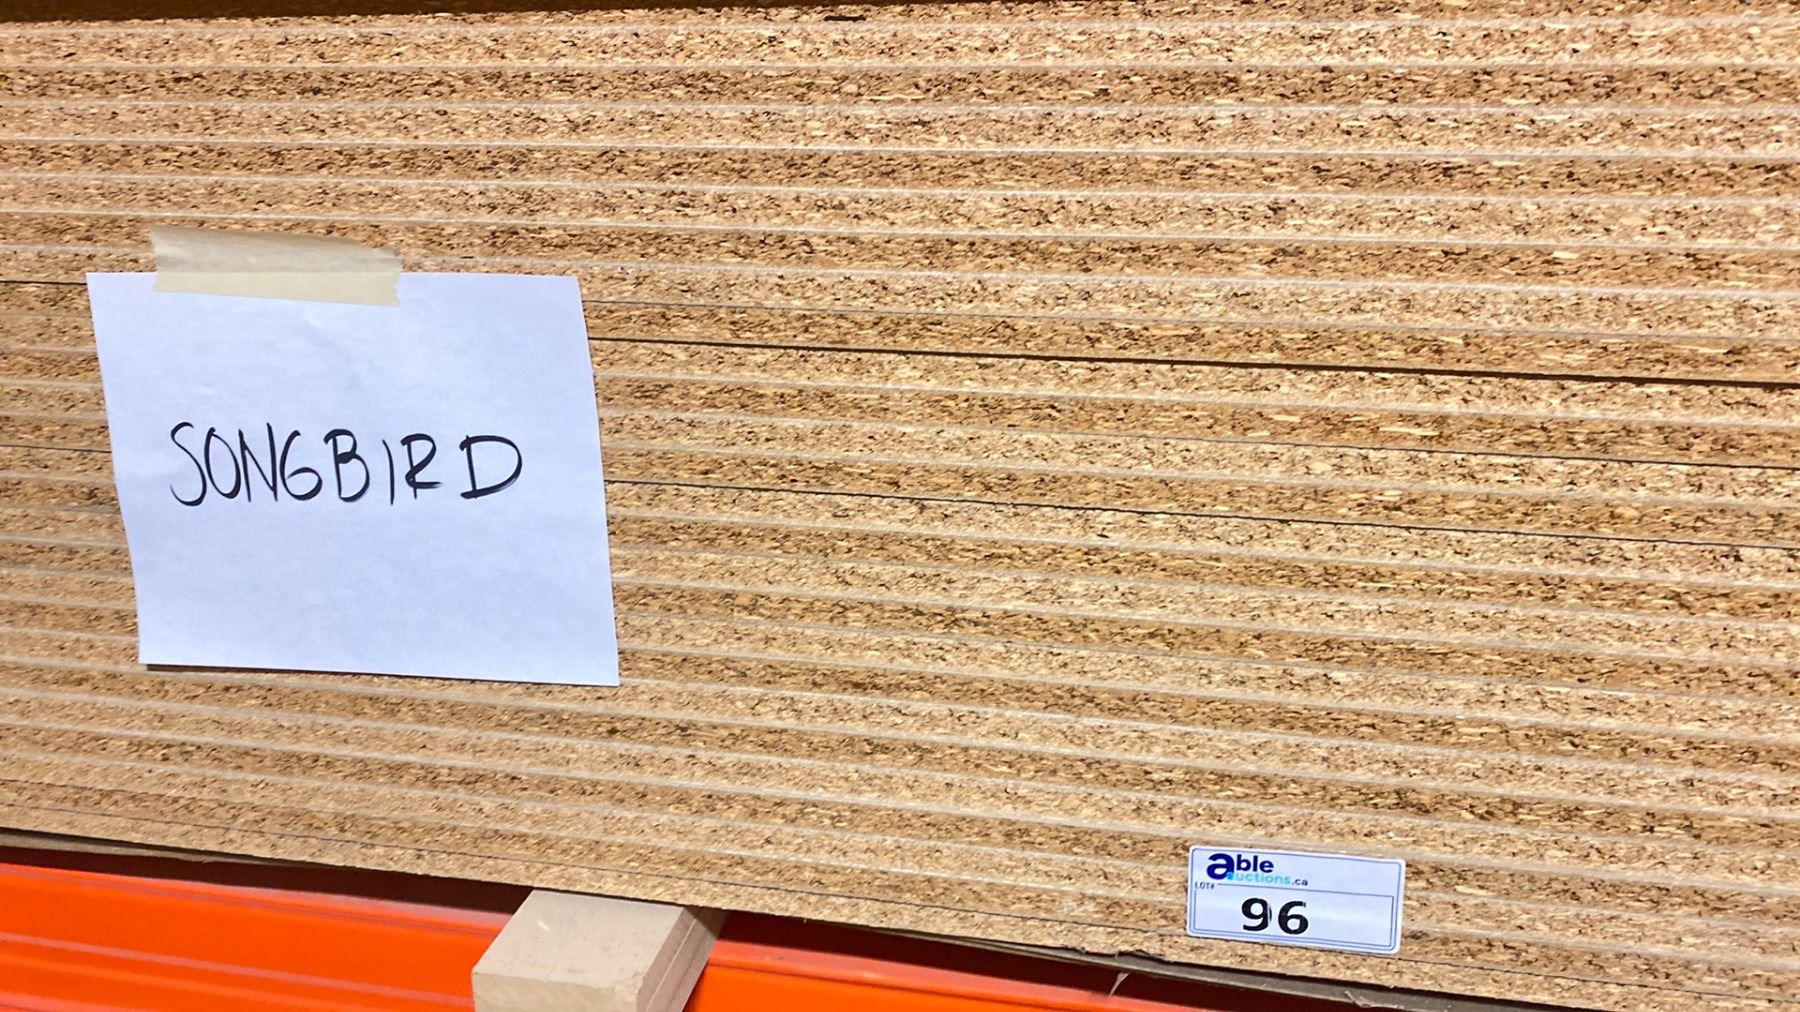 SONGBIRD
able
auctions.ca
LOT#
96